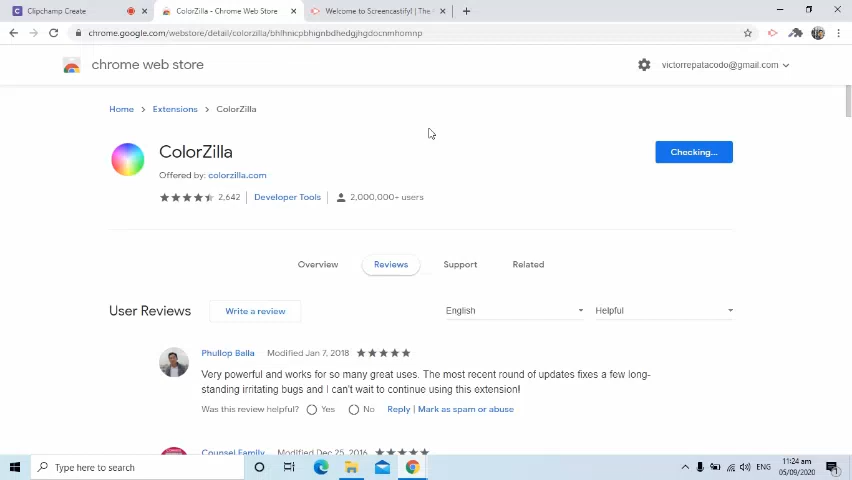 Clipchamp Create
ColorZilla - Chrome Web Store
Welcome to Screencastify! | The
chrome.google.com/webstore/detail/colorzilla/bhlhnicpbhgnbdhedgjhgdocnmhomnp
chrome web store
victorrepatacodo@gmail.com
Home > Extensions > ColorZilla
ColorZilla
Checking...
Offered by: colorzilla.com
2,642
Developer Tools
2,000,000+ users
Overview
Reviews
Support
Related
User Reviews
Write a review
English
Helpful
Phullop Balla Modified Jan 7, 2018
Very powerful and works for so many great uses. The most recent round of updates fixes a few long-
standing irritating bugs and I can't wait to continue using this extension!
Was this review helpful? Yes No Reply | Mark as spam or abuse
Counsel Family Modified Dec 25, 2016
Type here to search
ENG
11:24 am
05/09/2020